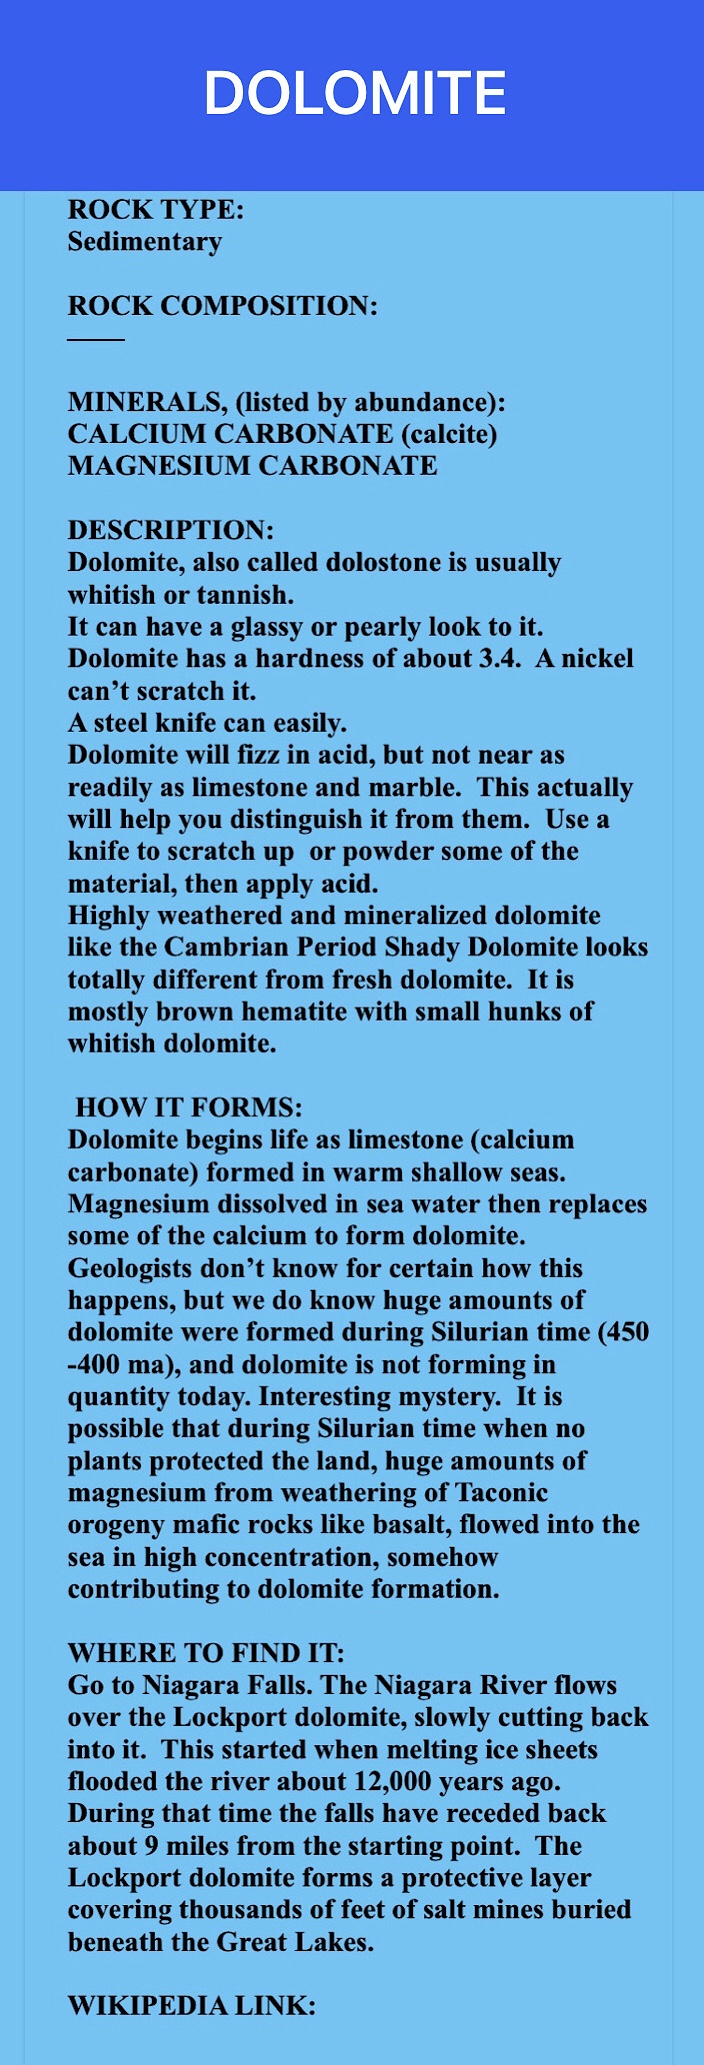 DOLOMITE
ROCK TYPE:
Sedimentary
ROCK COMPOSITION:
____
MINERALS, (listed by abundance):
CALCIUM CARBONATE (calcite)
MAGNESIUM CARBONATE
DESCRIPTION:
Dolomite, also called dolostone is usually
whitish or tannish.
It can have a glassy or pearly look to it.
Dolomite has a hardness of about 3.4.  A nickel
can’t scratch it.
A steel knife can easily.
Dolomite will fizz in acid, but not near as
readily as limestone and marble.  This actually
will help you distinguish it from them.  Use a
knife to scratch up  or powder some of the
material, then apply acid.
Highly weathered and mineralized dolomite
like the Cambrian Period Shady Dolomite looks
totally different from fresh dolomite.  It is
mostly brown hematite with small hunks of
whitish dolomite.
HOW IT FORMS:
Dolomite begins life as limestone (calcium
carbonate) formed in warm shallow seas.
Magnesium dissolved in sea water then replaces
some of the calcium to form dolomite.
Geologists don’t know for certain how this
happens, but we do know huge amounts of
dolomite were formed during Silurian time (450
-400 ma), and dolomite is not forming in
quantity today. Interesting mystery.  It is
possible that during Silurian time when no
plants protected the land, huge amounts of
magnesium from weathering of Taconic
orogeny mafic rocks like basalt, flowed into the
sea in high concentration, somehow
contributing to dolomite formation.
WHERE TO FIND IT:
Go to Niagara Falls. The Niagara River flows
over the Lockport dolomite, slowly cutting back
into it.  This started when melting ice sheets
flooded the river about 12,000 years ago.
During that time the falls have receded back
about 9 miles from the starting point.  The
Lockport dolomite forms a protective layer
covering thousands of feet of salt mines buried
beneath the Great Lakes.
WIKIPEDIA LINK: